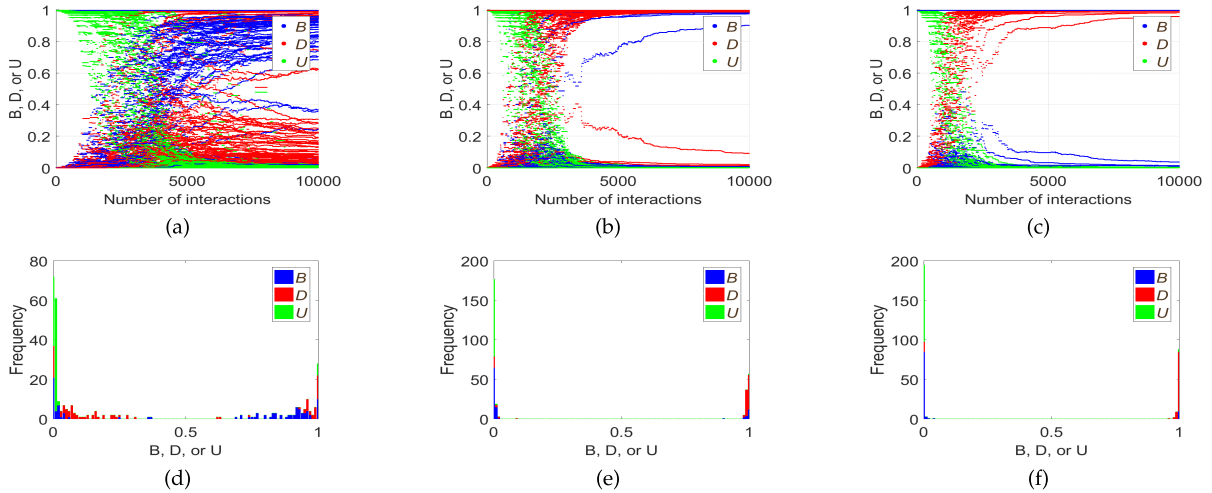 1
0.8
0.6
0.4
0.2
0
B, D, or U
B
D
U
0 5000 10000
Number of interactions
(a)
1
0.8
0.6
0.4
0.2
0
B, D, or U
B
D
U
0 5000 10000
Number of interactions
(b)
1
0.8
0.6
0.4
0.2
0
B, D, or U
B
D
U
0 5000 10000
Number of interactions
(c)
80
60
40
20
0
Frequency
B
D
U
0 0.5 1
B, D, or U
(d)
200
150
100
50
0
Frequency
B
D
U
0 0.5 1
B, D, or U
(e)
200
150
100
50
0
Frequency
B
D
U
0 0.5 1
B, D, or U
(f)